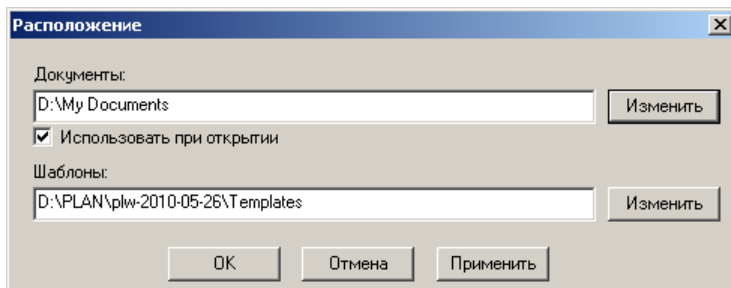 Расположение
Документы:
D:\My Documents
Изменить
Использовать при открытии
Шаблоны:
D:\PLAN\plw-2010-05-26\Templates
Изменить
OK
Отмена
Применить